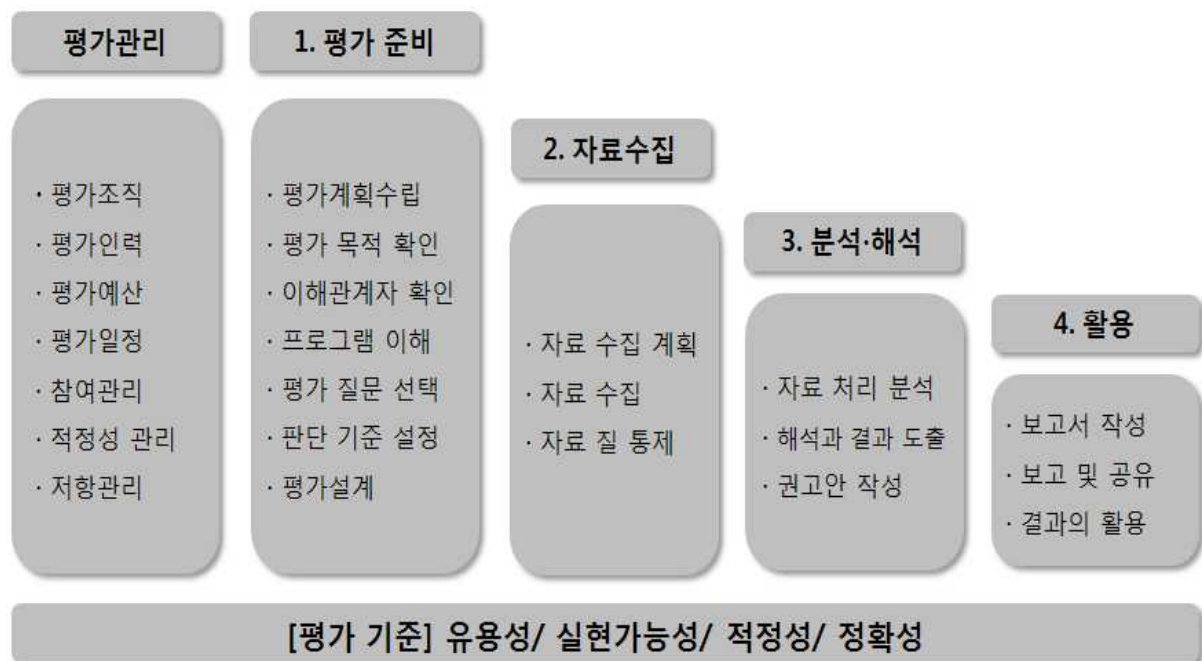 평가관리
· 평가조직
· 평가인력
· 평가예산
· 평가일정
· 참여관리
· 적정성 관리
· 저항관리
1. 평가 준비
· 평가계획수립
· 평가 목적 확인
· 이해관계자 확인
· 프로그램 이해
· 평가 질문 선택
· 판단 기준 설정
· 평가설계
2. 자료수집
· 자료 수집 계획
· 자료 수집
· 자료 질 통제
3. 분석·해석
· 자료 처리 분석
· 해석과 결과 도출
· 권고안 작성
4. 활용
· 보고서 작성
· 보고 및 공유
· 결과의 활용
[평가 기준] 유용성/ 실현가능성/ 적정성/ 정확성